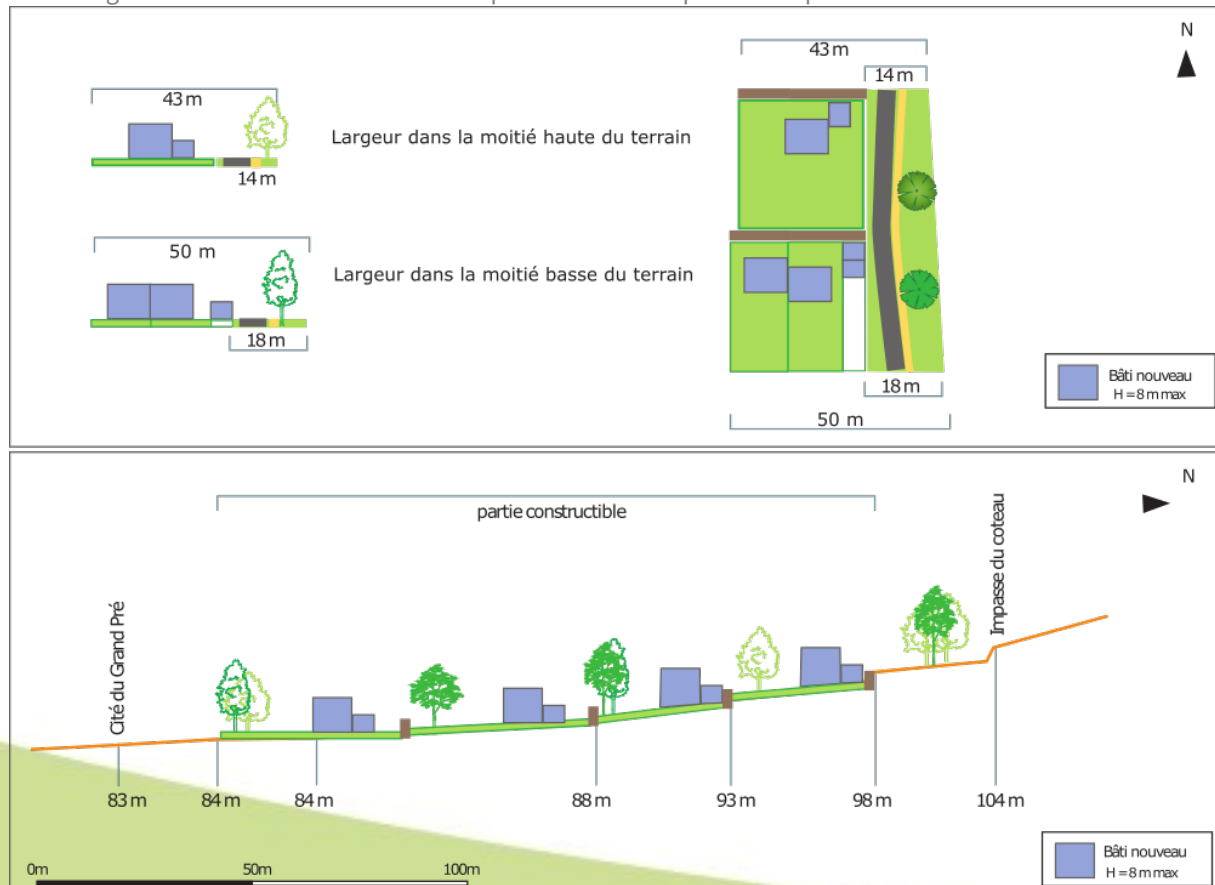 43 m
14 m
Largeur dans la moitié haute du terrain
50 m
18 m
Largeur dans la moitié basse du terrain
43 m
14 m
18 m
50 m
N
Bâti nouveau
H = 8 m max
N
partie constructible
Cité du Grand Pré
Impasse du coteau
83 m
84 m
84 m
88 m
93 m
98 m
104 m
0m
50m
100m
Bâti nouveau
H = 8 m max